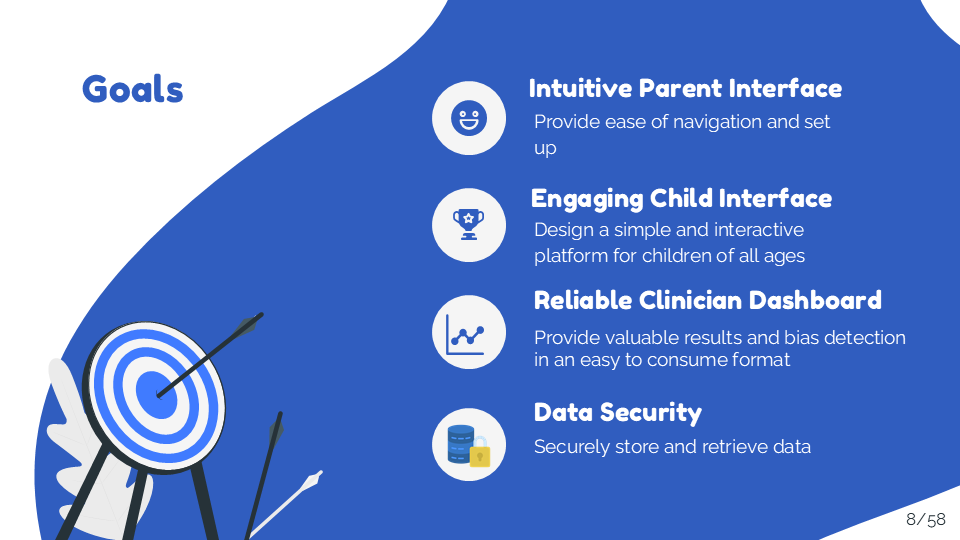 Goals
Intuitive Parent Interface
Provide ease of navigation and set
up
Engaging Child Interface
Design a simple and interactive
platform for children of all ages
Reliable Clinician Dashboard
Provide valuable results and bias detection
in an easy to consume format
Data Security
Securely store and retrieve data
8/58